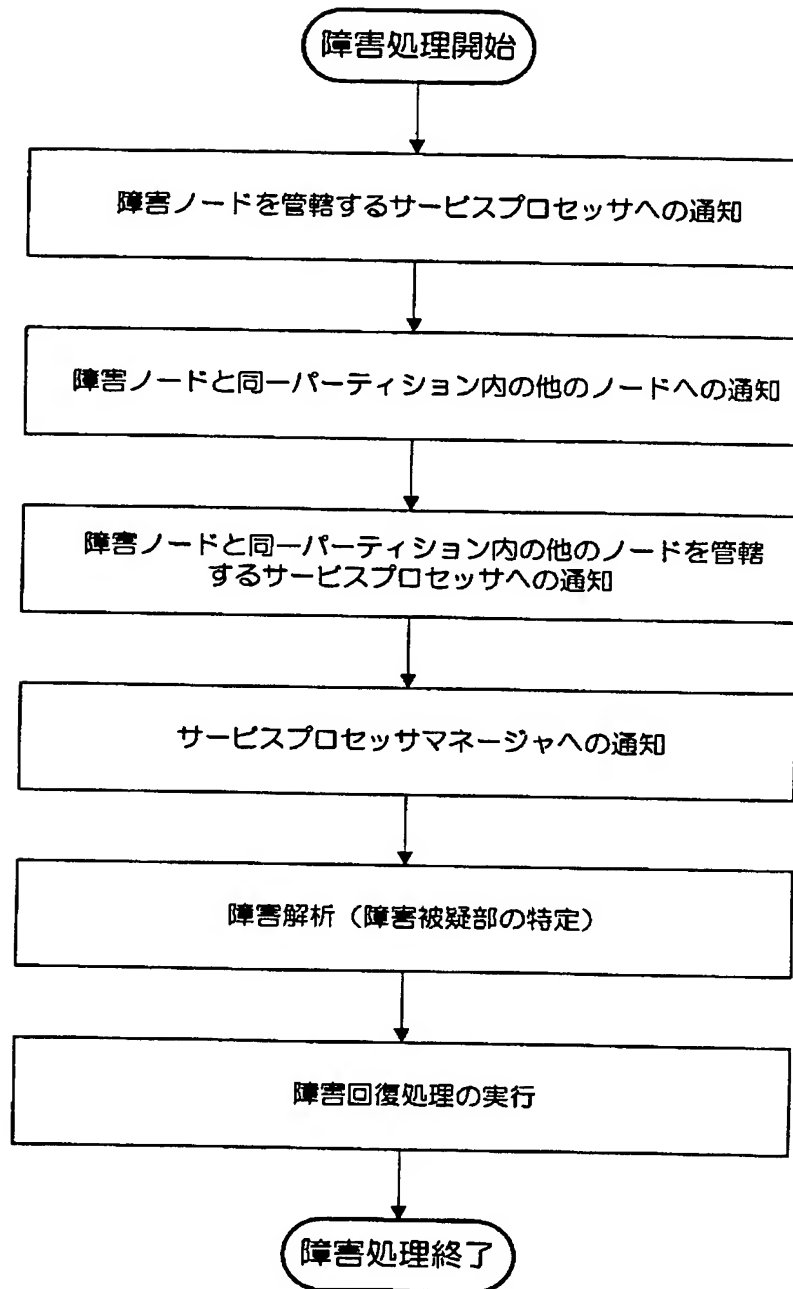 障害処理開始
障害ノードを管轄するサービスプロセッサへの通知
障害ノードと同一パーティション内の他のノードへの通知
障害ノードと同一パーティション内の他のノードを管轄
するサービスプロセッサへの通知
サービスプロセッサマネージャへの通知
障害解析（障害被疑部の特定）
障害回復処理の実行
障害処理終了